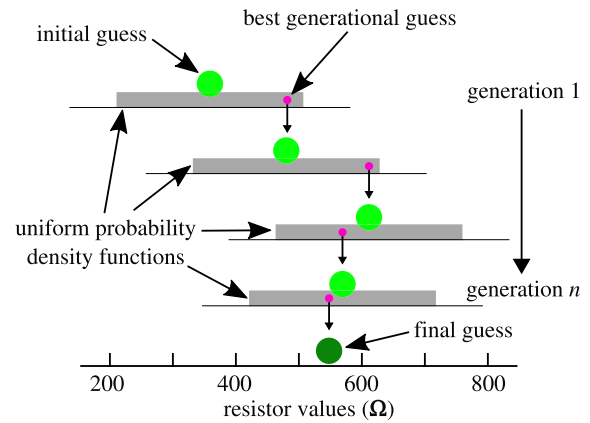 best generational guess
initial guess
generation 1
uniform probability
density functions
generation n
final guess
200 400 600 800
resistor values (Ω)